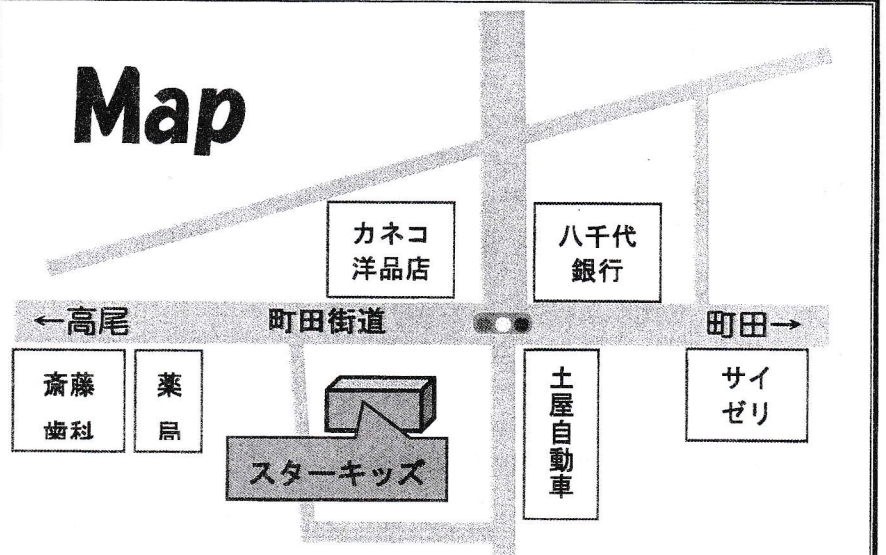 Map
カネコ
洋品店
八千代
銀行
←高尾
町田街道
町田→
斎藤
歯科
薬
局
スターキッズ
土屋自動車
サイ
ゼリ